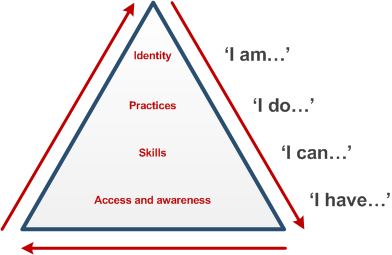 Identity
‘I am…’
Practices
‘I do…’
Skills
‘I can…’
Access and awareness
‘I have…’